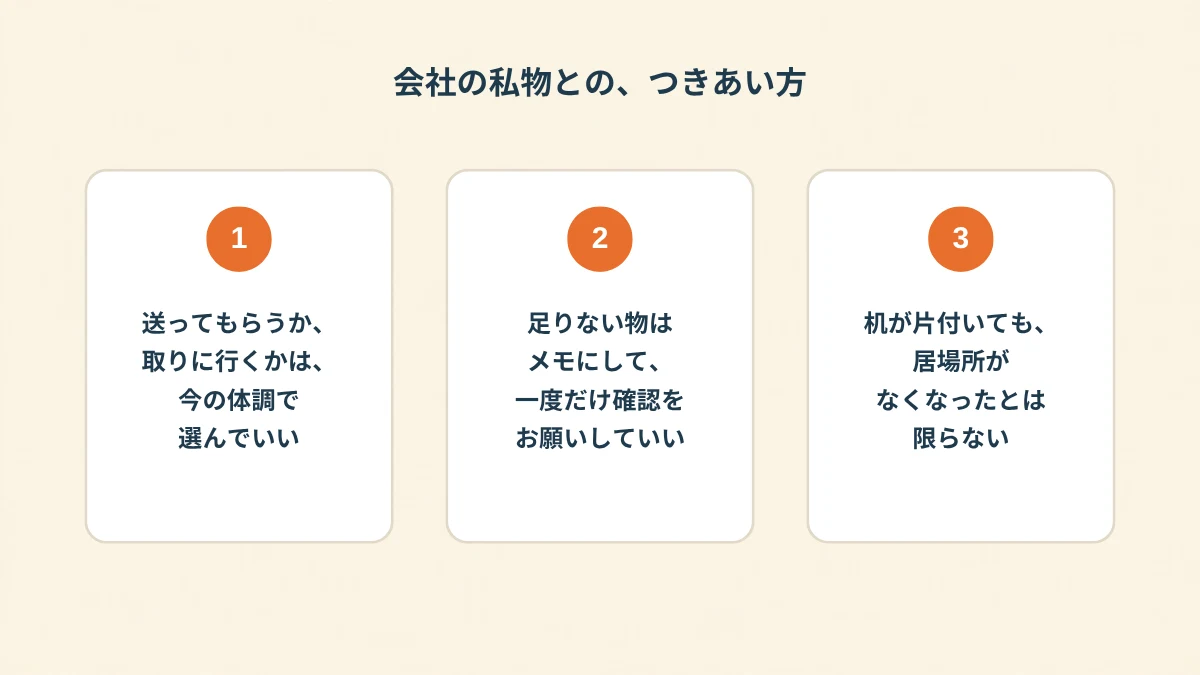 会社の私物との、つきあい方
1
送ってもらうか、
取りに行くかは、
今の体調で
選んでいい
2
足りない物は
メモにして、
一度だけ確認を
お願いしていい
3
机が片付いても、
居場所が
なくなったとは
限らない